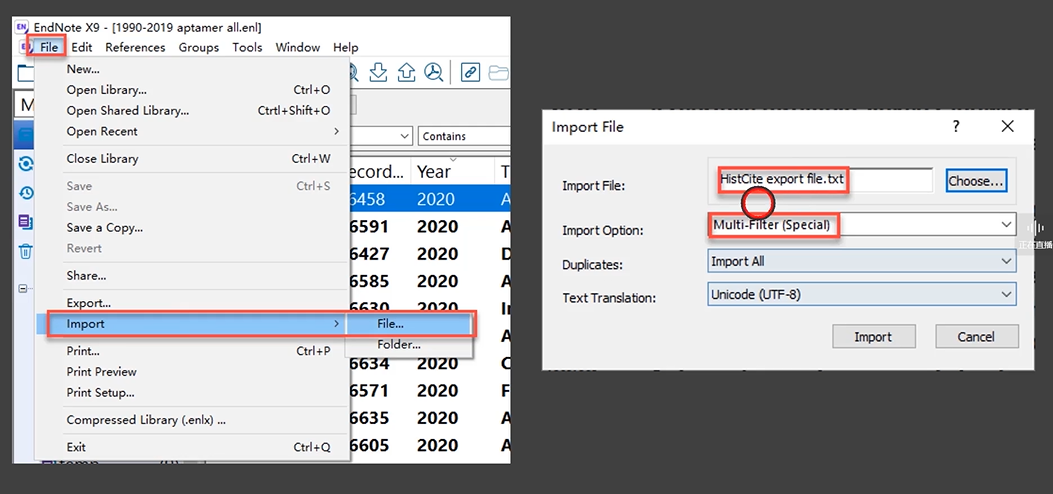 EndNote X9 - [1990-2019 aptamer all.enl]
File Edit References Groups Tools Window Help
New...
Open Library... Ctrl+O
Open Shared Library... Ctrtl+Shift+O
Open Recent
Close Library Ctrl+W
Save Ctrl+S
Save As...
Save a Copy...
Revert
Share...
Export...
Import
File...
Folder...
Print... Ctrl+P
Print Preview
Print Setup...
Compressed Library (.enlx) ...
Exit Ctrl+Q
M
Contains
ecord... Year T
6458 2020 A
6591 2020 A
6427 2020 D
6585 2020 A
6630 2020 In
A
6644 2020 C
6571 2020 F
6635 2020 A
6605 2020 A
Import File
Import File: HistCite export file.txt Choose...
Import Option: Multi-Filter (Special)
Duplicates: Import All
Text Translation: Unicode (UTF-8)
Import Cancel
正在直播